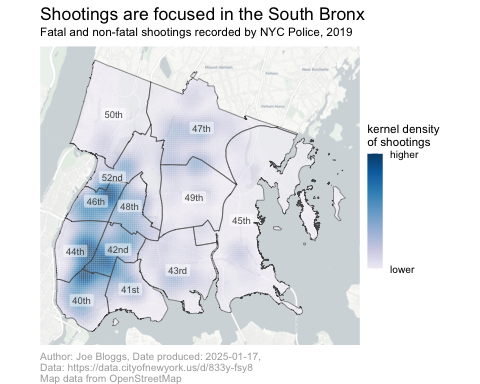 Shootings are focused in the South Bronx
Fatal and non-fatal shootings recorded by NYC Police, 2019
50th
47th
52nd
46th
48th
49th
45th
44th
42nd
43rd
41st
40th
kernel density
of shootings
higher
lower
Author: Joe Bloggs, Date produced: 2025-01-17,
Data: https://data.cityofnewyork.us/d/833y-fsy8
Map data from OpenStreetMap